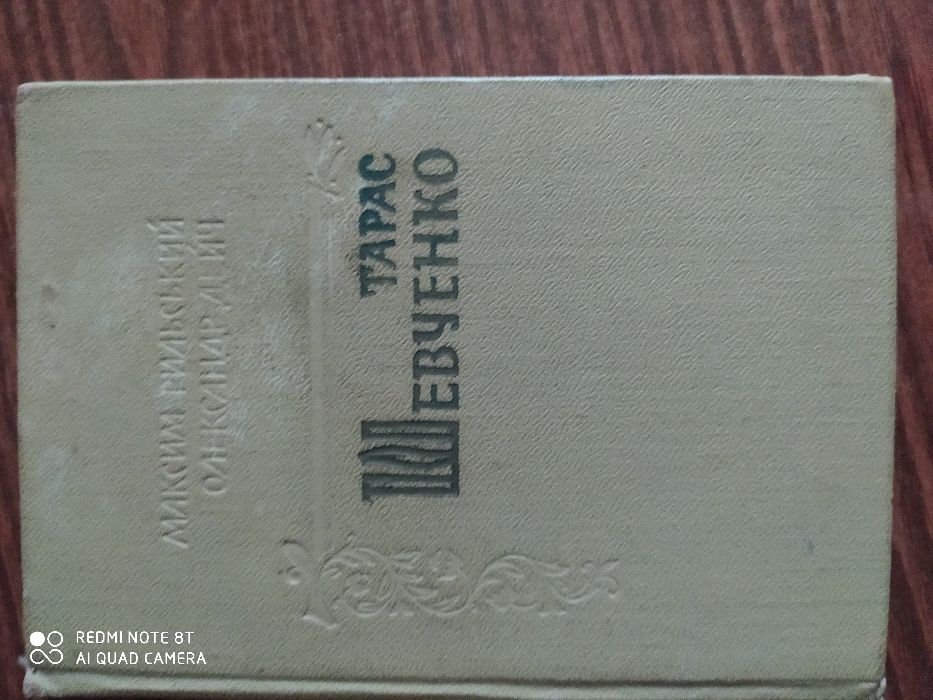 МАКСИМ РИЛЬСЬКИЙ
ОЛЕКСАНДР ДЕЙЧ
ТАРАС
ШЕВЧЕНКО
REDMI NOTE 8T
AI QUAD CAMERA